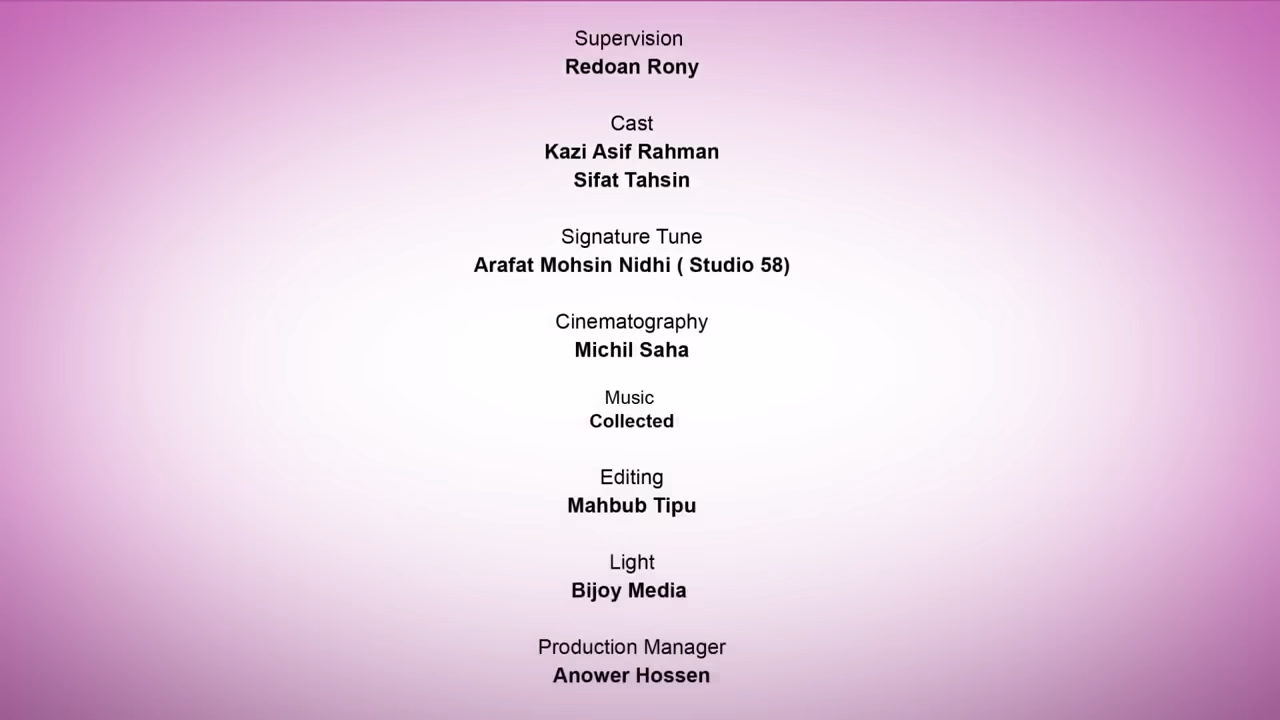 Supervision
Redoan Rony
Cast
Kazi Asif Rahman
Sifat Tahsin
Signature Tune
Arafat Mohsin Nidhi ( Studio 58)
Cinematography
Michil Saha
Music
Collected
Editing
Mahbub Tipu
Light
Bijoy Media
Production Manager
Anower Hossen